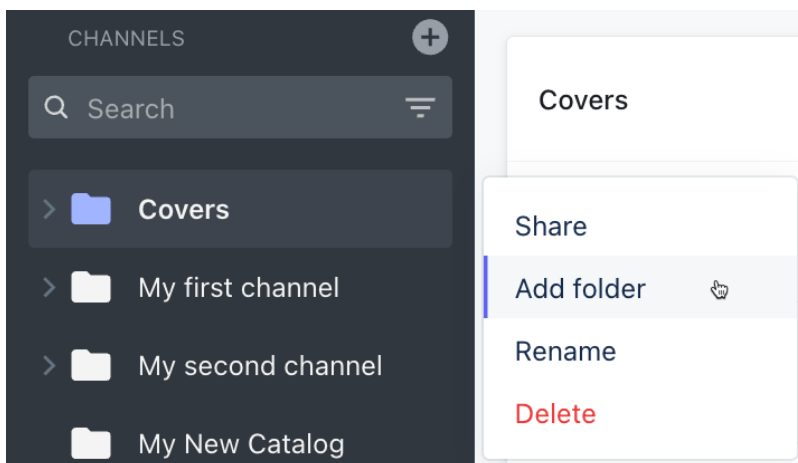 CHANNELS
Search
Covers
My first channel
My second channel
My New Catalog
Covers
Share
Add folder
Rename
Delete